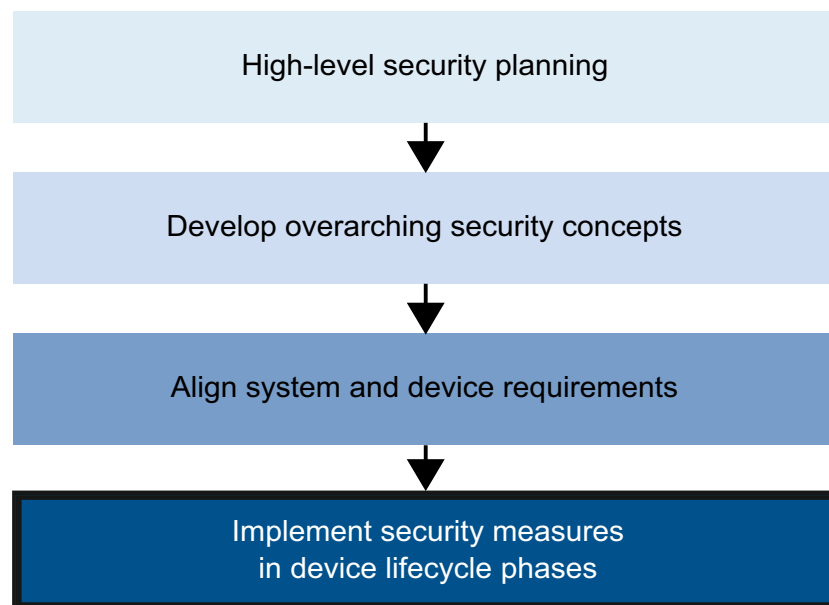 High-level security planning
Develop overarching security concepts
Align system and device requirements
Implement security measures
in device lifecycle phases